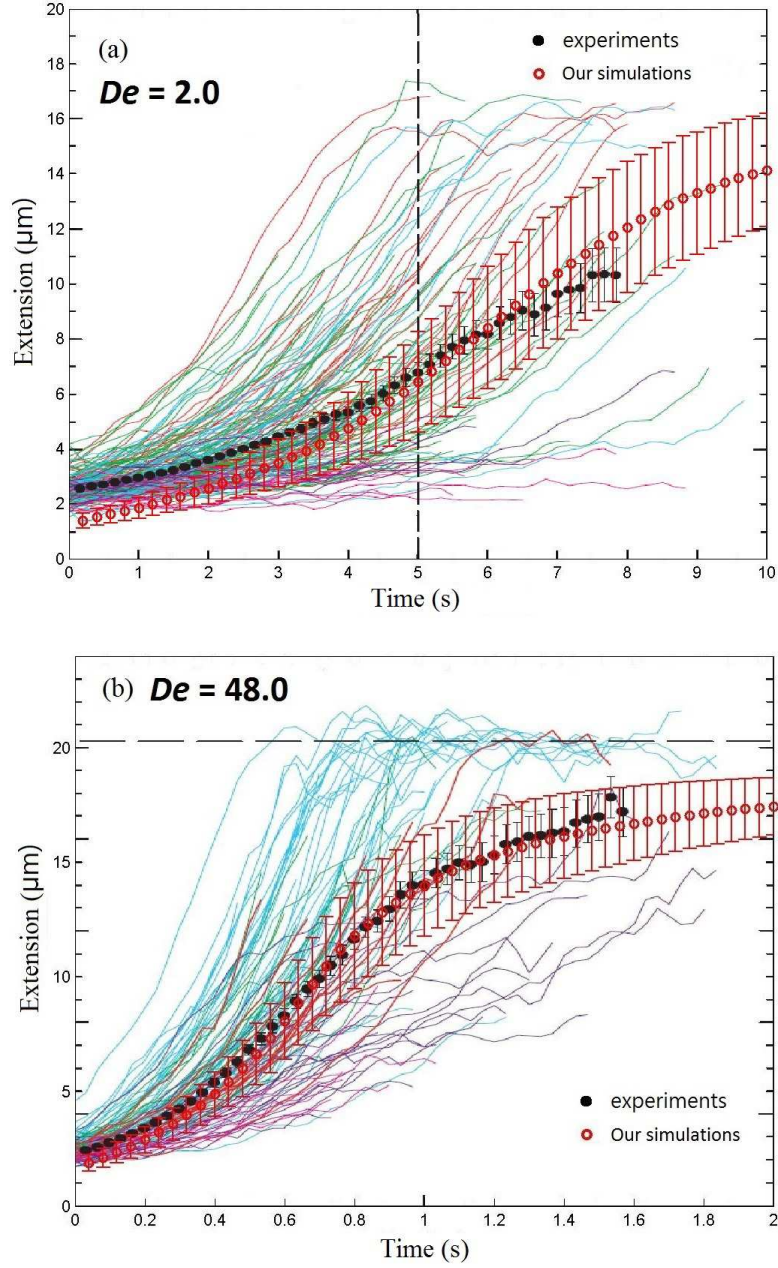 (a)
De = 2.0
experiments
Our simulations
20
18
16
14
12
10
8
6
4
2
0
Extension (μm)
0 1 2 3 4 5 6 7 8 9 10
Time (s)
(b) De = 48.0
20
15
10
5
0
Extension (μm)
experiments
Our simulations
0 0.2 0.4 0.6 0.8 1 1.2 1.4 1.6 1.8 2
Time (s)